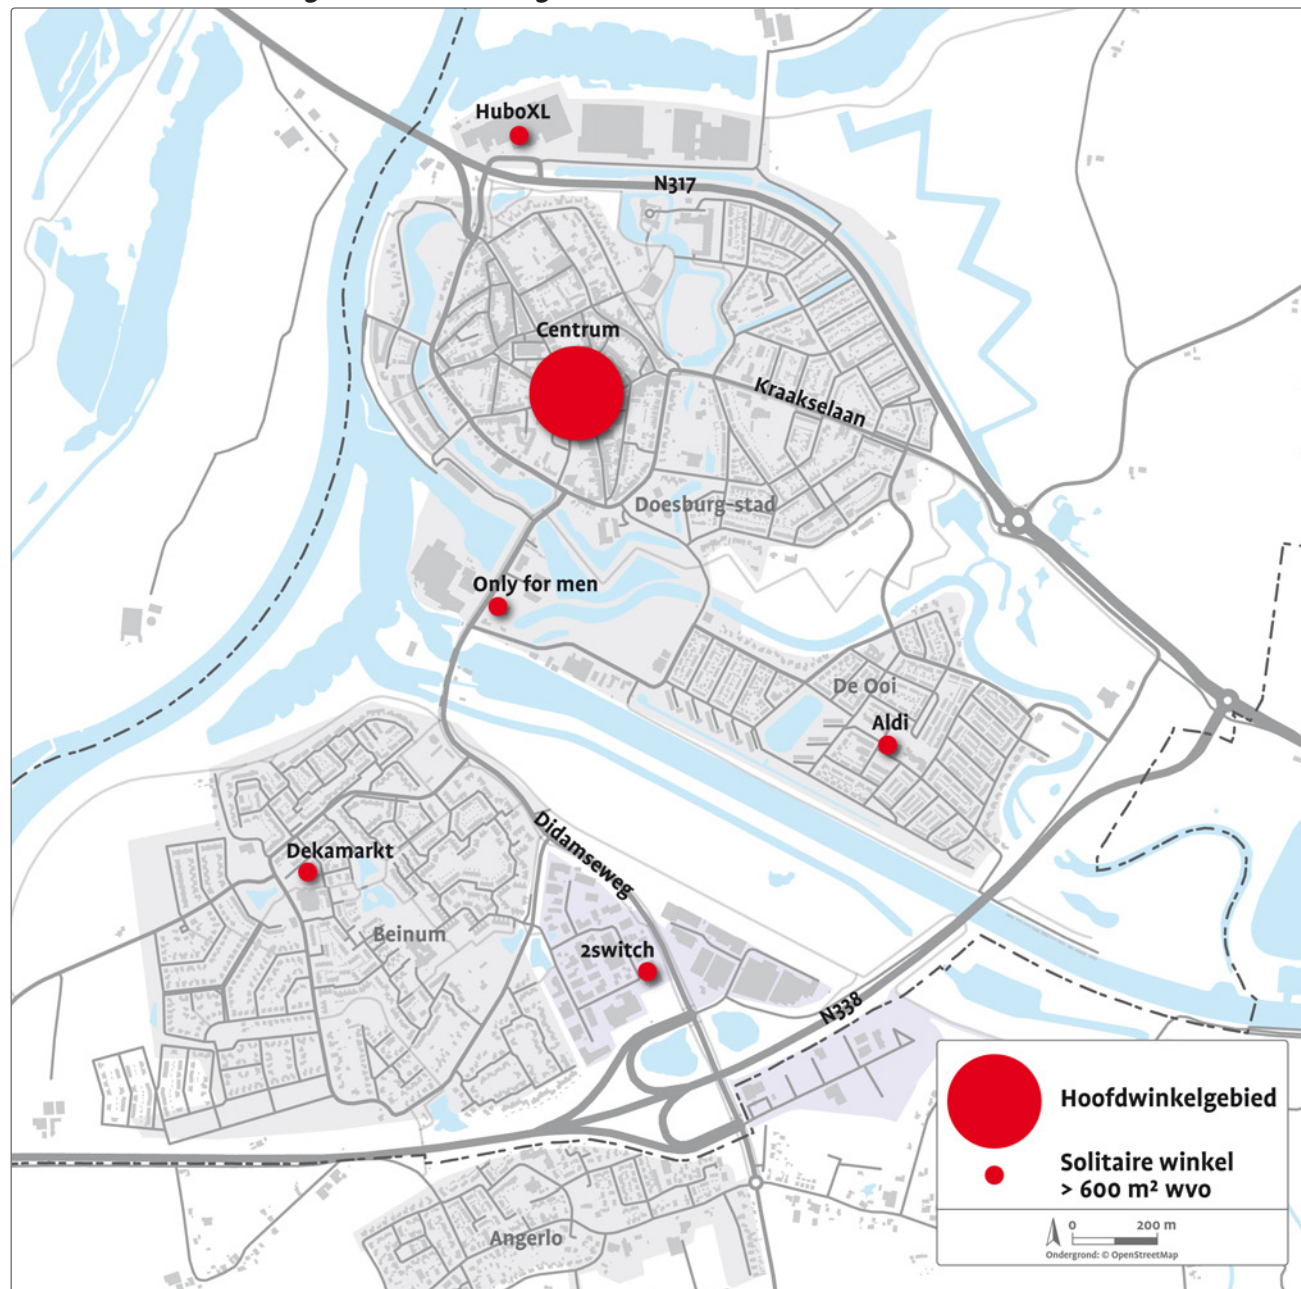 HuboXL
N317
Centrum
Kraakselaan
Doesburg-stad
Only for men
De Ooi
Aldi
Didamseweg
Dekamarkt
Beinum
2switch
N338
Angerlo
Hoofdwinkelgebied
Solitaire winkel
> 600 m² wvo
0 200 m
Ondergrond: © OpenStreetMap